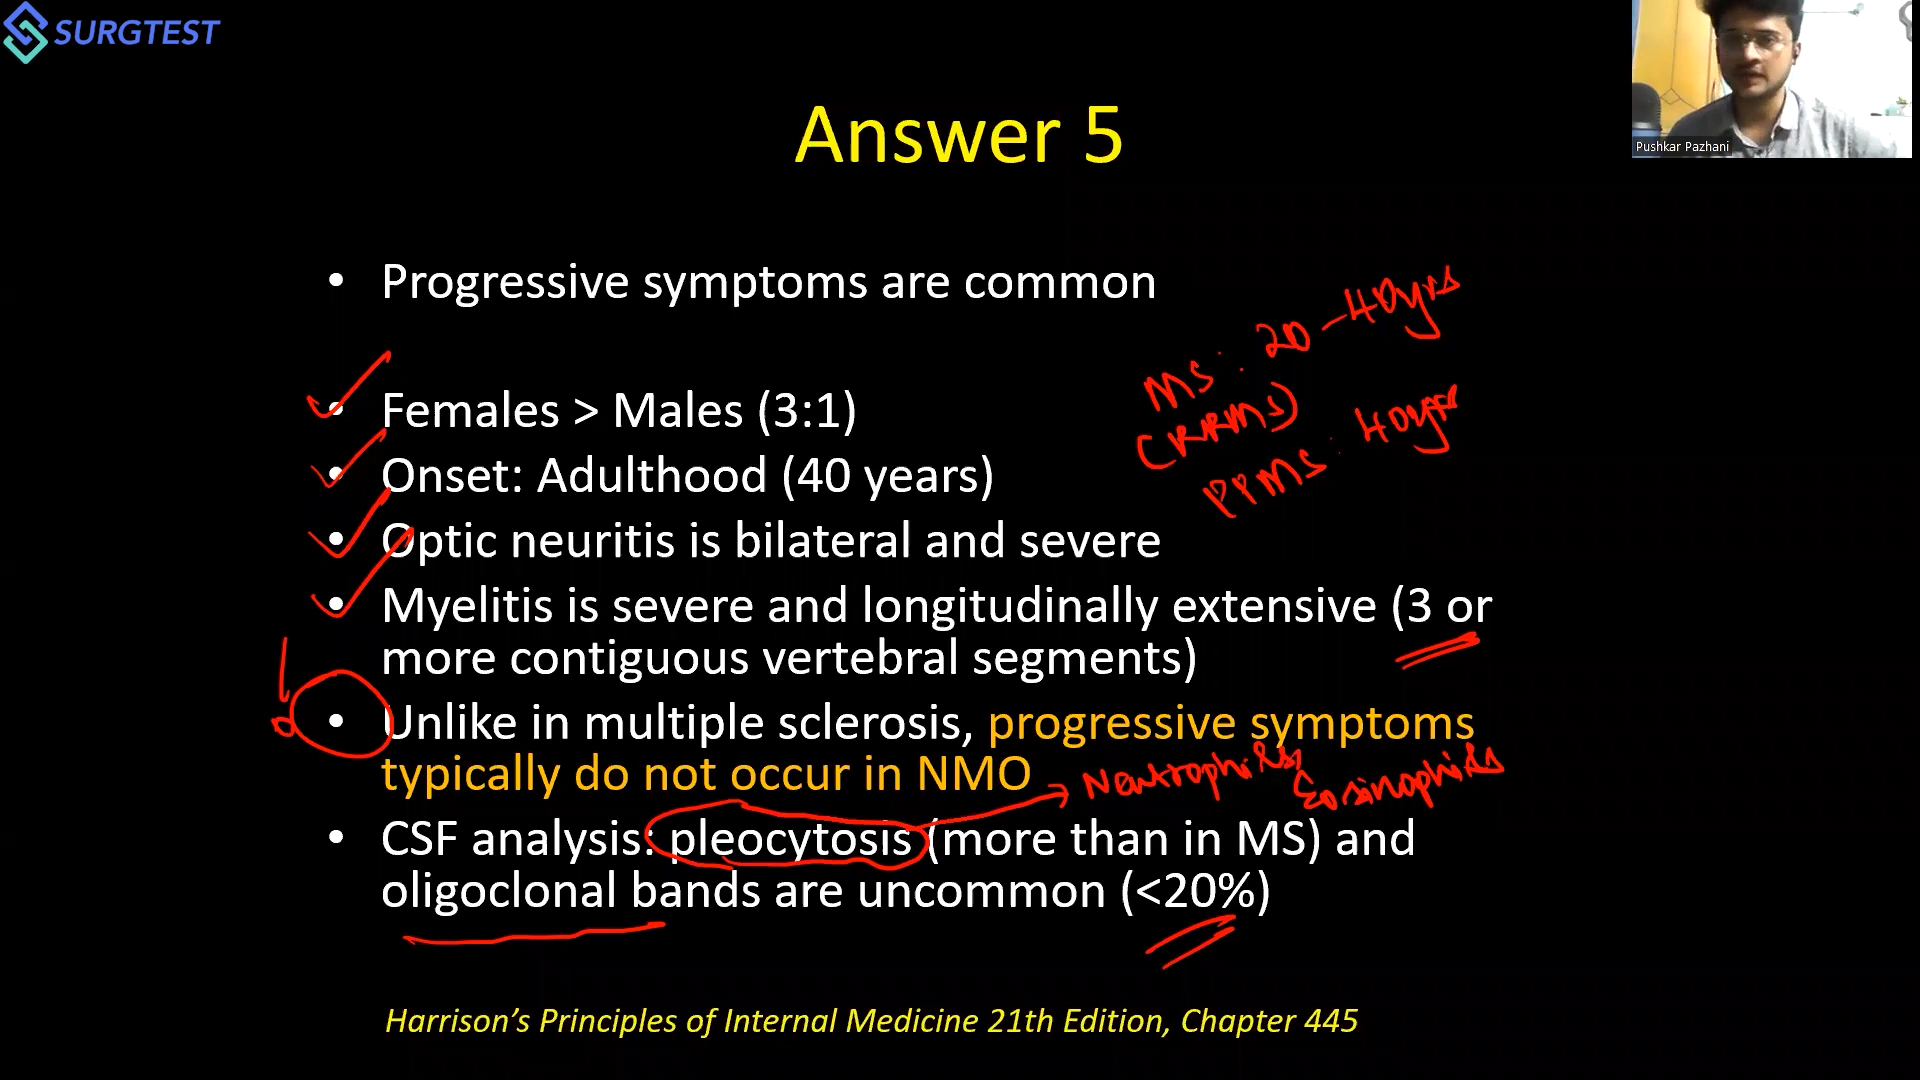 SURGTEST
Pushkar Pazhani
Answer 5
• Progressive symptoms are common
• Females > Males (3:1)
• Onset: Adulthood (40 years)
• Optic neuritis is bilateral and severe
• Myelitis is severe and longitudinally extensive (3 or
more contiguous vertebral segments)
• Unlike in multiple sclerosis, progressive symptoms
typically do not occur in NMO
• CSF analysis: pleocytosis (more than in MS) and
oligoclonal bands are uncommon (<20%)
MS: 20-40yrs
(RRMS)
PPMS: 40yrs
Neutrophils,
Eosinophils
Harrison's Principles of Internal Medicine 21th Edition, Chapter 445